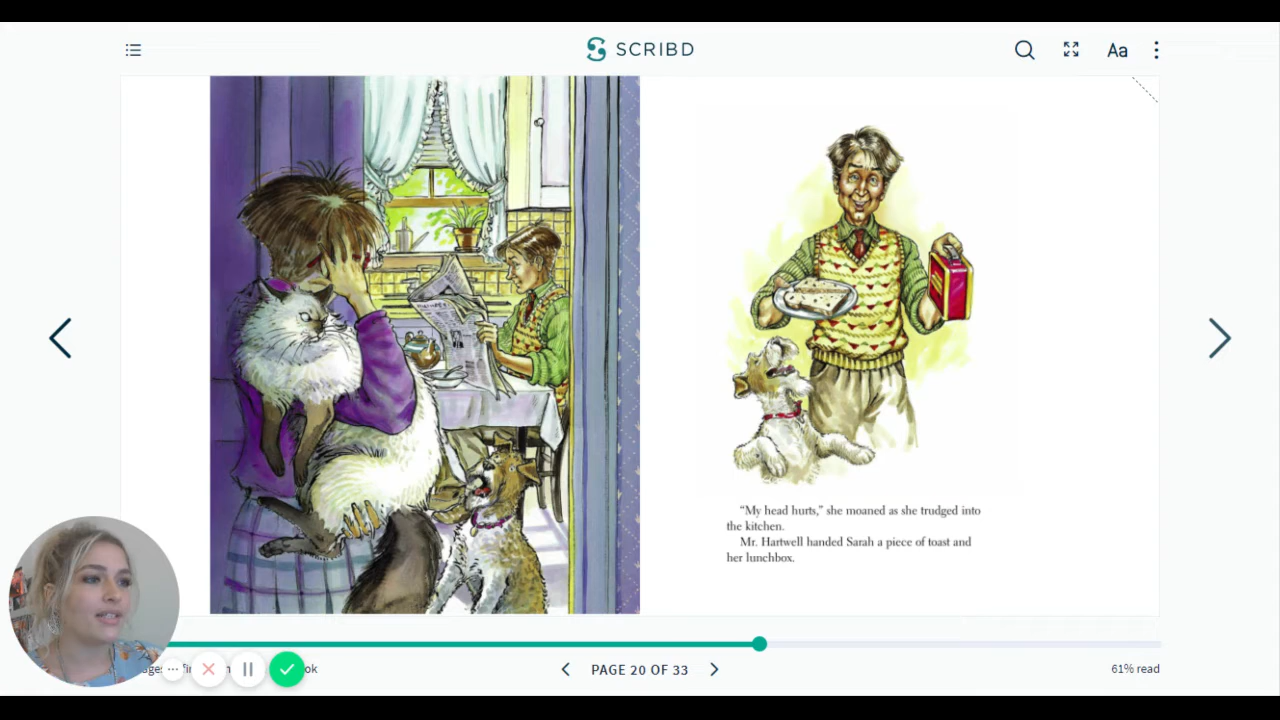 SCRIBD
Aa
“My head hurts,” she moaned as she trudged into
the kitchen.
Mr. Hartwell handed Sarah a piece of toast and
her lunchbox.
PAGE 20 OF 33
61% read